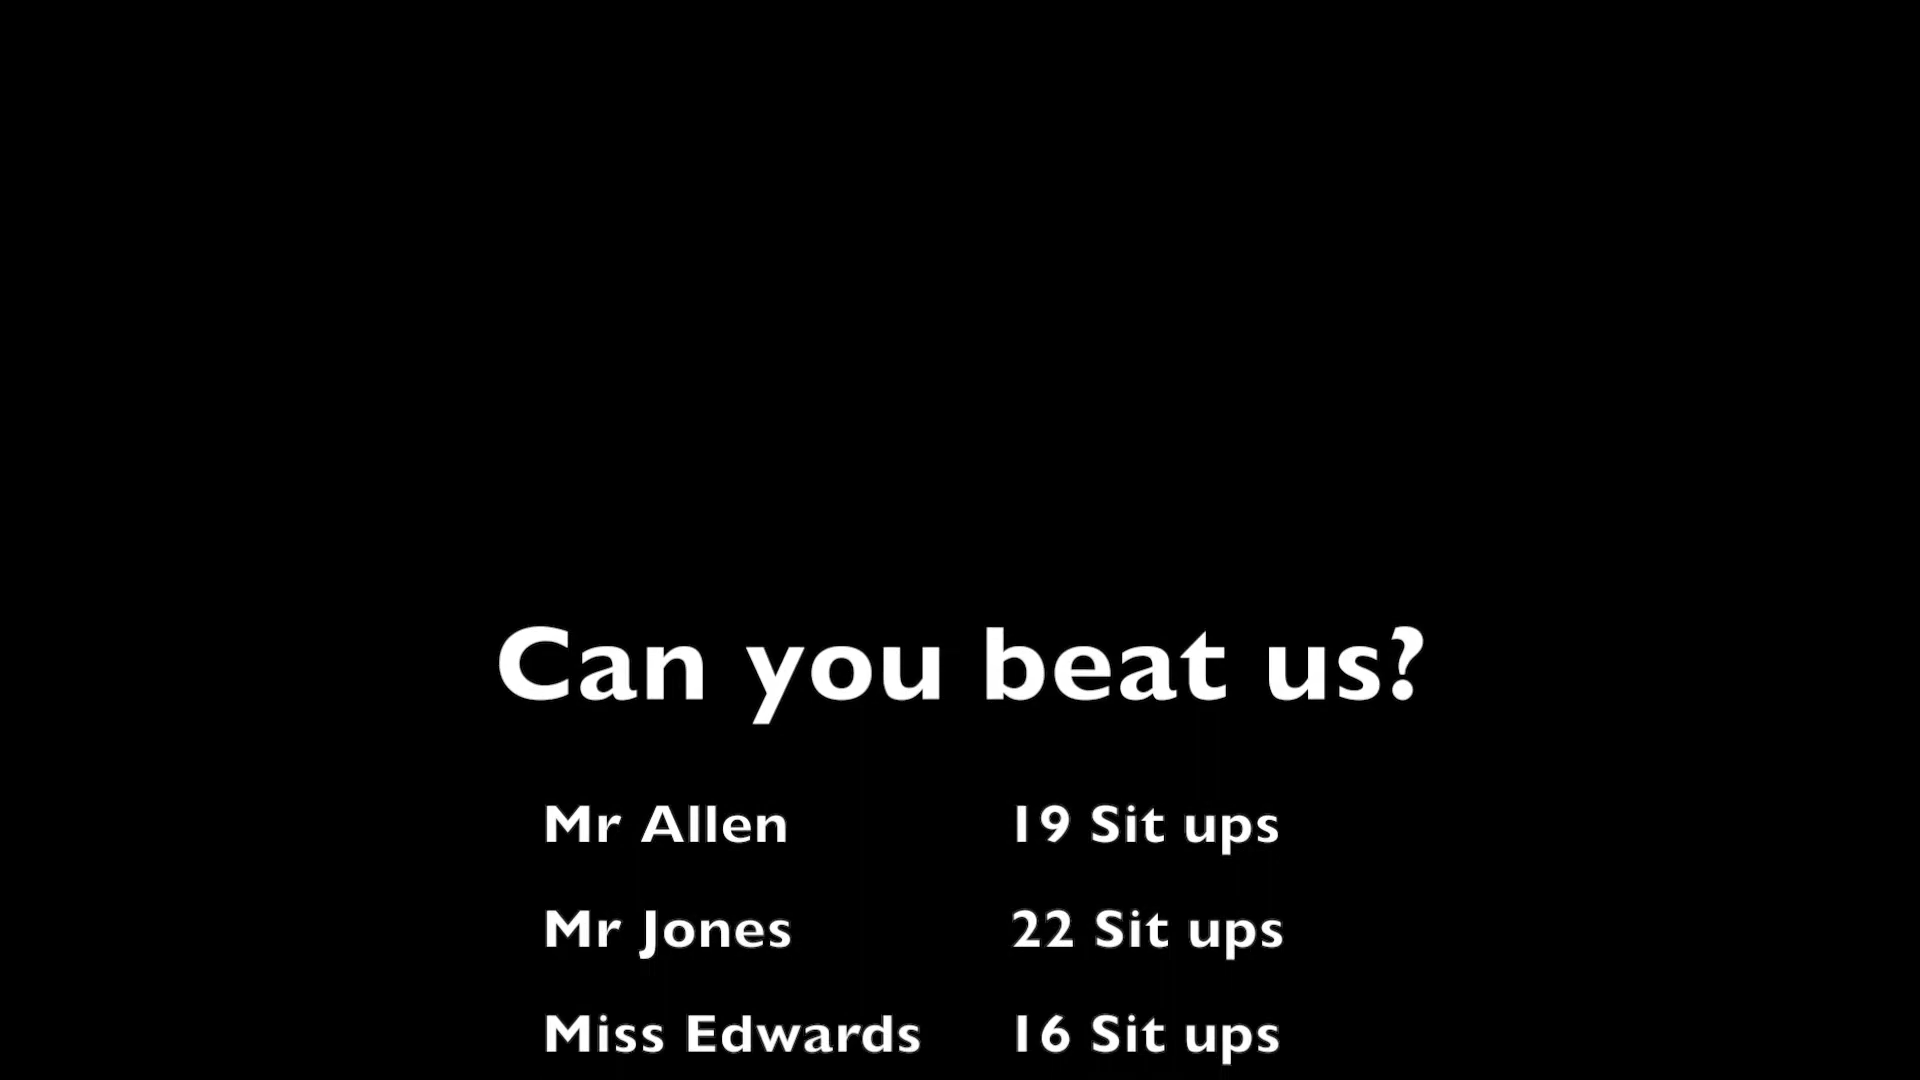 Can you beat us?
Mr Allen 19 Sit ups
Mr Jones 22 Sit ups
Miss Edwards 16 Sit ups